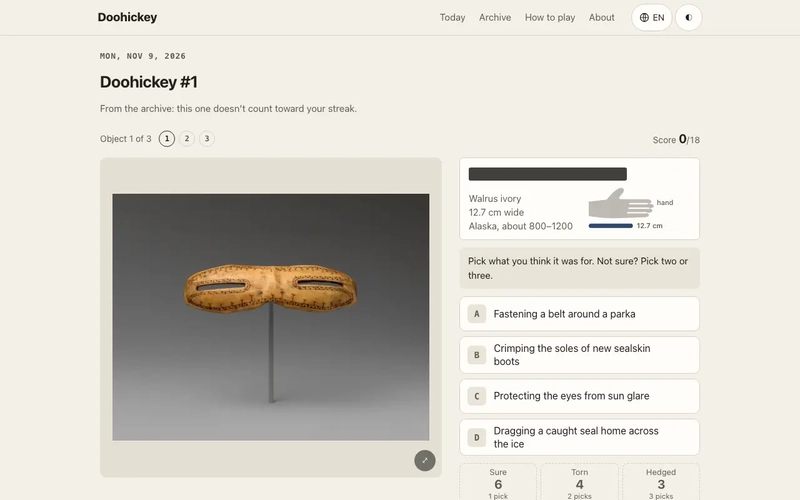 Doohickey
Today Archive How to play About EN
MON, NOV 9, 2026
Doohickey #1
From the archive: this one doesn’t count toward your streak.
Object 1 of 3 1 2 3
Score 0/18
Walrus ivory
12.7 cm wide
Alaska, about 800–1200
hand
12.7 cm
Pick what you think it was for. Not sure? Pick two or
three.
A Fastening a belt around a parka
B Crimping the soles of new sealskin
boots
C Protecting the eyes from sun glare
D Dragging a caught seal home across
the ice
Sure Torn Hedged
6 4 3
1 pick 2 picks 3 picks